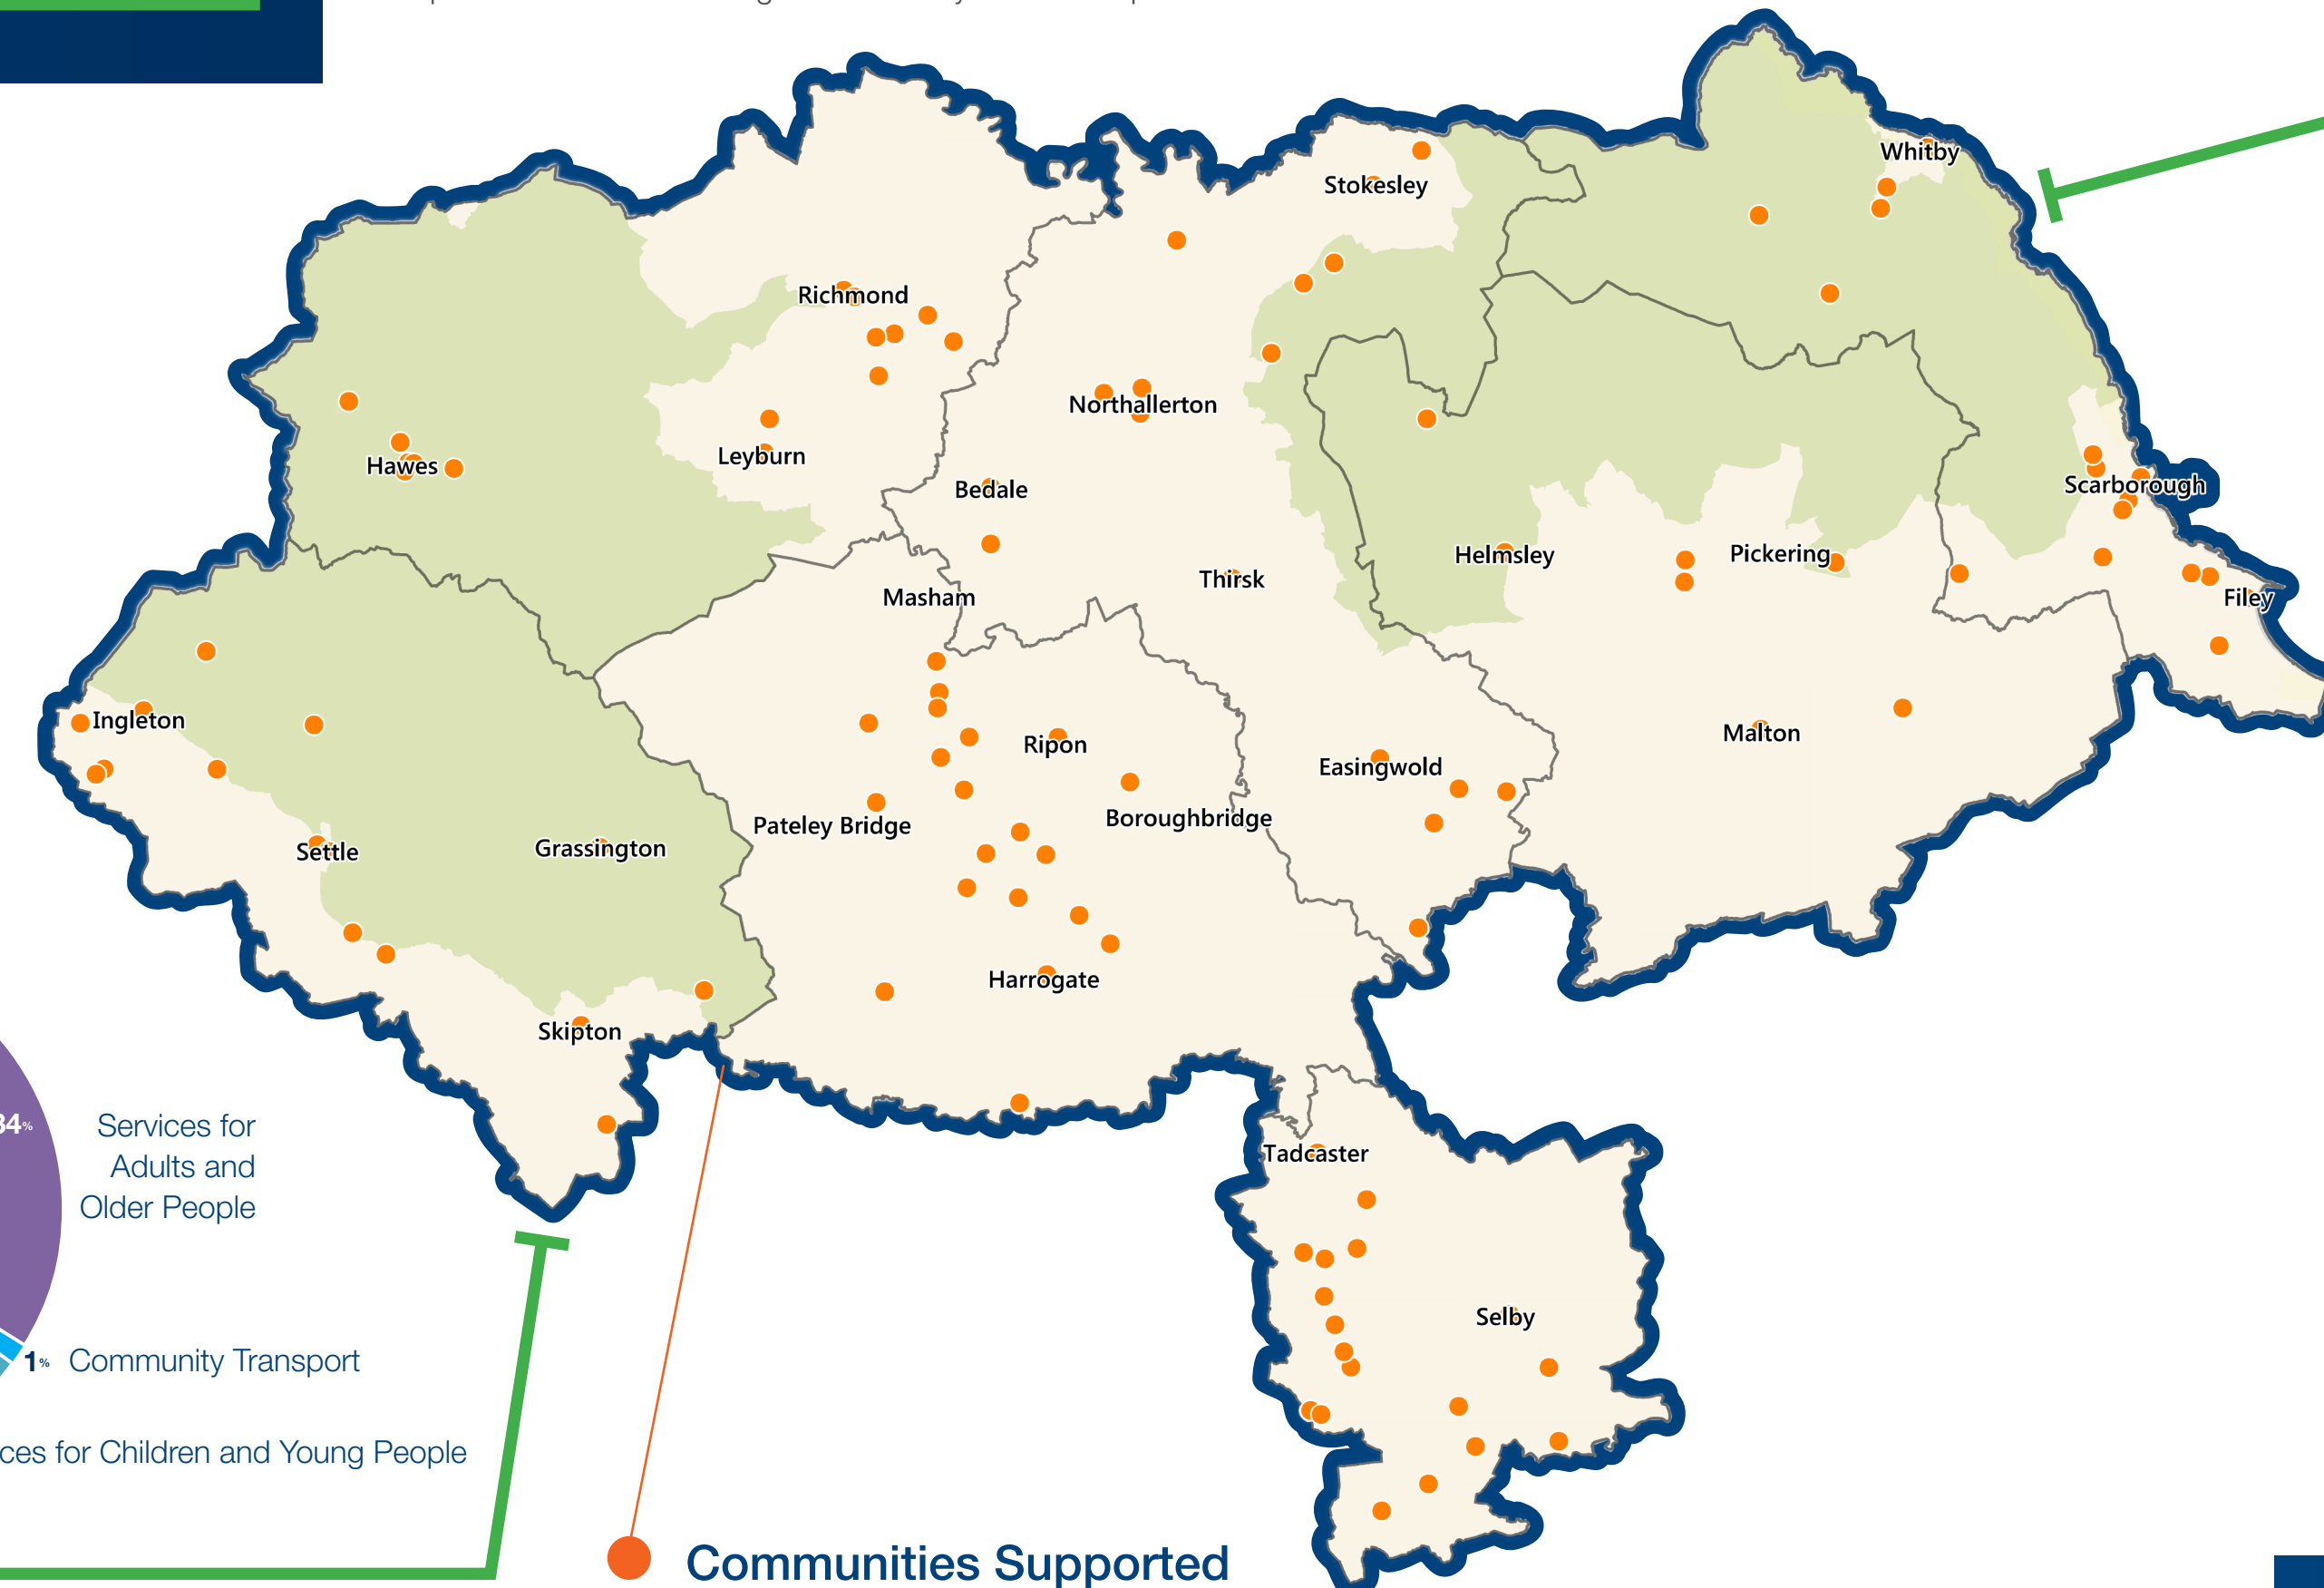 Whitby
Stokesley
Richmond
Northallerton
Leyburn
Hawes
Bedale
Scarborough
Helmsley
Pickering
Thirsk
Masham
Filey
Ingleton
Ripon
Malton
Easingwold
Boroughbridge
Pateley Bridge
Settle
Grassington
Harrogate
Skipton
34%
Services for
Adults and
Older People
Tadcaster
Selby
1% Community Transport
ces for Children and Young People
Communities Supported